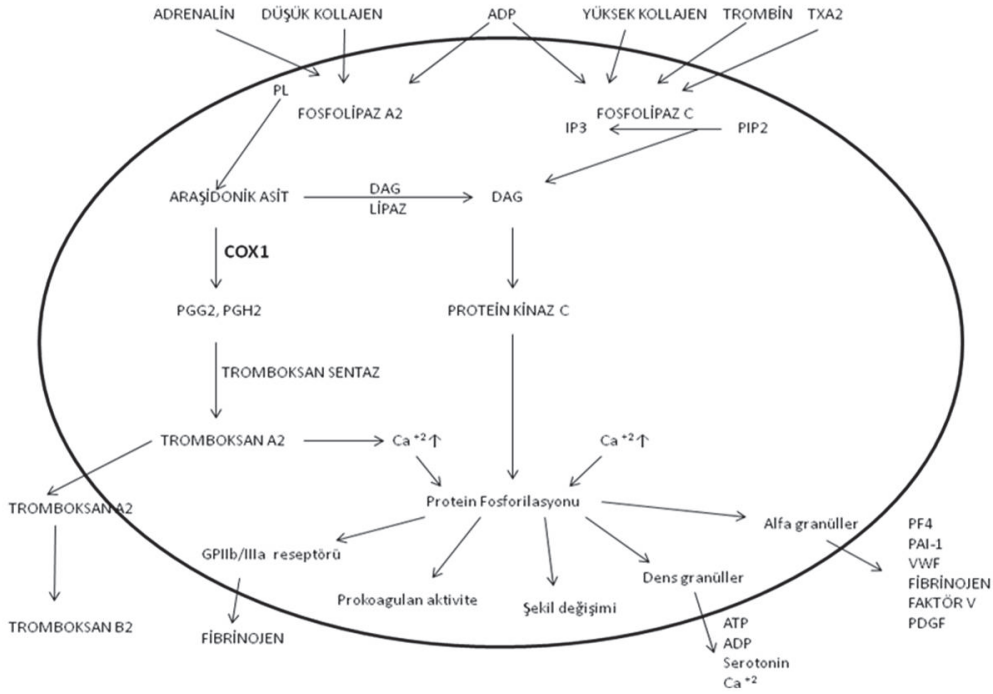 ADRENALİN DÜŞÜK KOLLAJEN ADP YÜKSEK KOLLAJEN TROMBİN TXA2
PL
FOSFOLİPAZ A2 FOSFOLİPAZ C
IP3 PIP2
ARAŞİDONİK ASİT DAG LİPAZ DAG
COX1
PGG2, PGH2 PROTEİN KİNAZ C
TROMBOKSAN SENTAZ
TROMBOKSAN A2 Ca⁺²↑ Ca⁺²↑
Protein Fosforilasyonu
TROMBOKSAN A2
TROMBOKSAN B2
GPIIb/IIIa reseptörü
FİBRİNOJEN
Prokoagulan aktivite
Şekil değişimi
Dens granüller
ATP
ADP
Serotonin
Ca⁺²
Alfa granüller
PF4
PAI-1
VWF
FİBRİNOJEN
FAKTÖR V
PDGF